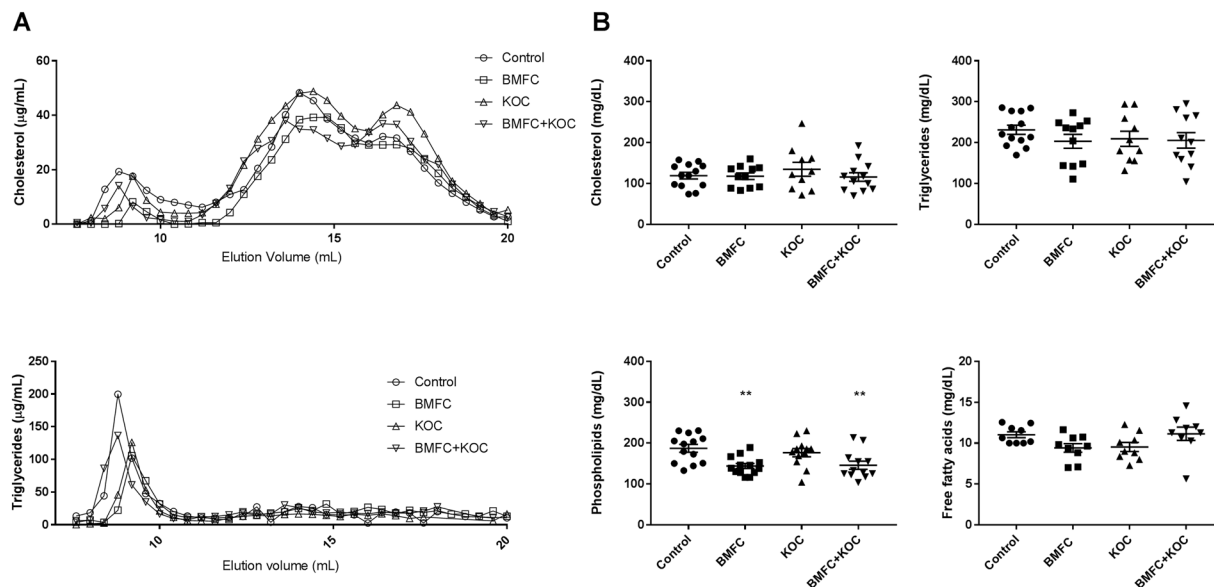 A
60
40
20
0
Cholesterol (μg/mL)
10
15
20
Elution Volume (mL)
Control
BMFC
KOC
BMFC+KOC
250
200
150
100
50
0
Triglycerides (μg/mL)
10
15
20
Elution volume (mL)
Control
BMFC
KOC
BMFC+KOC
B
400
300
200
100
0
Cholesterol (mg/dL)
Control
BMFC
KOC
BMFC+KOC
400
300
200
100
0
Triglycerides (mg/dL)
Control
BMFC
KOC
BMFC+KOC
400
300
200
100
0
Phospholipids (mg/dL)
**
**
Control
BMFC
KOC
BMFC+KOC
20
15
10
5
0
Free fatty acids (mg/dL)
Control
BMFC
KOC
BMFC+KOC